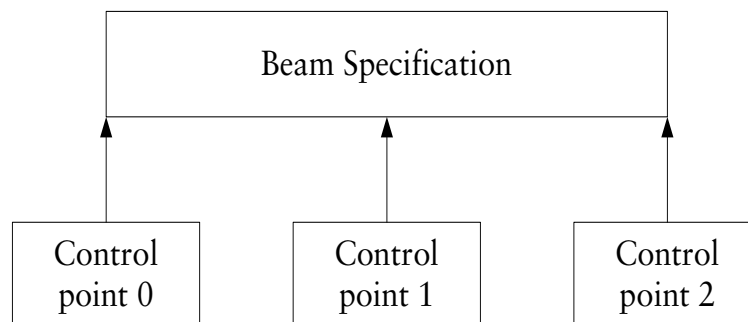 Beam Specification
Control
point 0
Control
point 1
Control
point 2